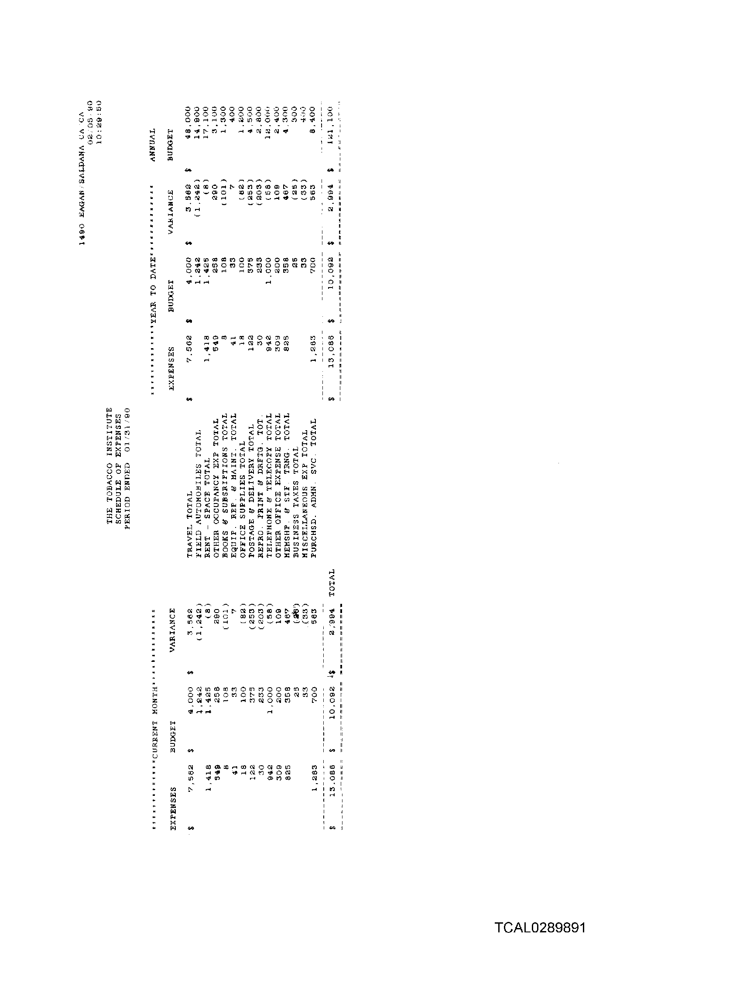 1490 EAGAN/SALDANA CA CA
02-05-90
10:29:50
THE TOBACCO INSTITUTE
SCHEDULE OF EXPENSES
PERIOD ENDED 01/31/90
**************CURRENT MONTH************** **************YEAR TO DATE************** ANNUAL
EXPENSES BUDGET VARIANCE EXPENSES BUDGET VARIANCE BUDGET
$ 7,562 $ 4,000 $ 3,562 TRAVEL TOTAL $ 7,562 $ 4,000 $ 3,562 $ 48,000
1,242 (1,242) FIELD AUTOMOBILES TOTAL 1,242 (1,242) 14,900
1,418 1,425 (8) RENT - SPACE TOTAL 1,418 1,425 (8) 17,100
549 258 290 OTHER OCCUPANCY EXP TOTAL 549 258 290 3,100
8 108 (101) BOOKS & SUBSRIPTIONS TOTAL 8 108 (101) 1,300
41 33 7 EQUIP. REP. & MAINT. TOTAL 41 33 7 400
18 100 (82) OFFICE SUPPLIES TOTAL 18 100 (82) 1,200
122 375 (253) POSTAGE & DELIVERY TOTAL 122 375 (253) 4,500
30 233 (203) REPRO. PRINT & DRFTG. TOT. 30 233 (203) 2,800
942 1,000 (58) TELEPHONE & TELECOPY TOTAL 942 1,000 (58) 12,000
309 200 109 OTHER OFFICE EXPENSE TOTAL 309 200 109 2,400
825 358 467 MEMSHP. & STF. TRNG. TOTAL 825 358 467 4,300
25 (25) BUSINESS TAXES TOTAL 25 (25) 300
33 (33) MISCELLANEOUS EXP TOTAL 33 (33) 400
1,263 700 563 PURCHSD. ADMN. SVC. TOTAL 1,263 700 563 8,400
$ 13,086 $ 10,092 $ 2,994 TOTAL $ 13,086 $ 10,092 $ 2,994 $ 121,100
TCAL0289891